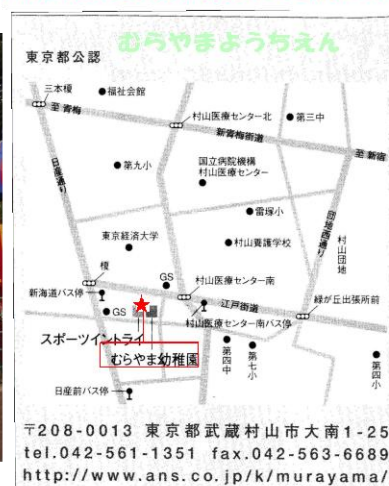 むらやまようちえん
東京都公認
三本榎
福祉会館
至 青梅
村山医療センター北
第三中
新青梅街道
至 新宿
日産通り
第九小
国立病院機構
村山医療センター
雷塚小
団地西通り
村山団地
東京経済大学
村山養護学校
榎
GS
村山医療センター南
新海道バス停
GS
江戸街道
緑が丘出張所前
村山医療センター南バス停
スポーツイントライ
むらやま幼稚園
第四中
第七小
第四小
日産前バス停
〒208-0013 東京都武蔵村山市大南1-25
tel.042-561-1351 fax.042-563-6689
http://www.ans.co.jp/k/murayama/